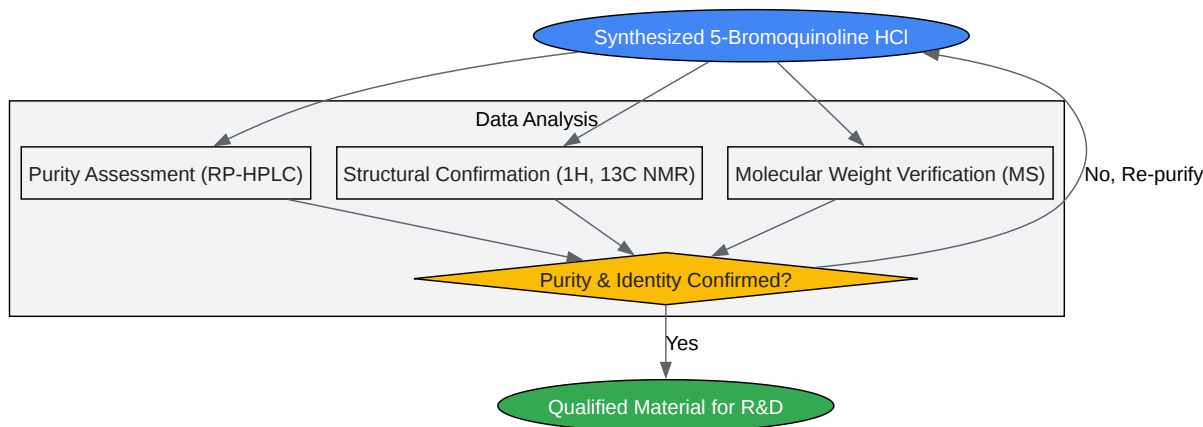 Synthesized 5-Bromoquinoline HCl
Data Analysis
Purity Assessment (RP-HPLC)
Structural Confirmation (1H, 13C NMR)
Molecular Weight Verification (MS)
No, Re-purify
Purity & Identity Confirmed?
Yes
Qualified Material for R&D